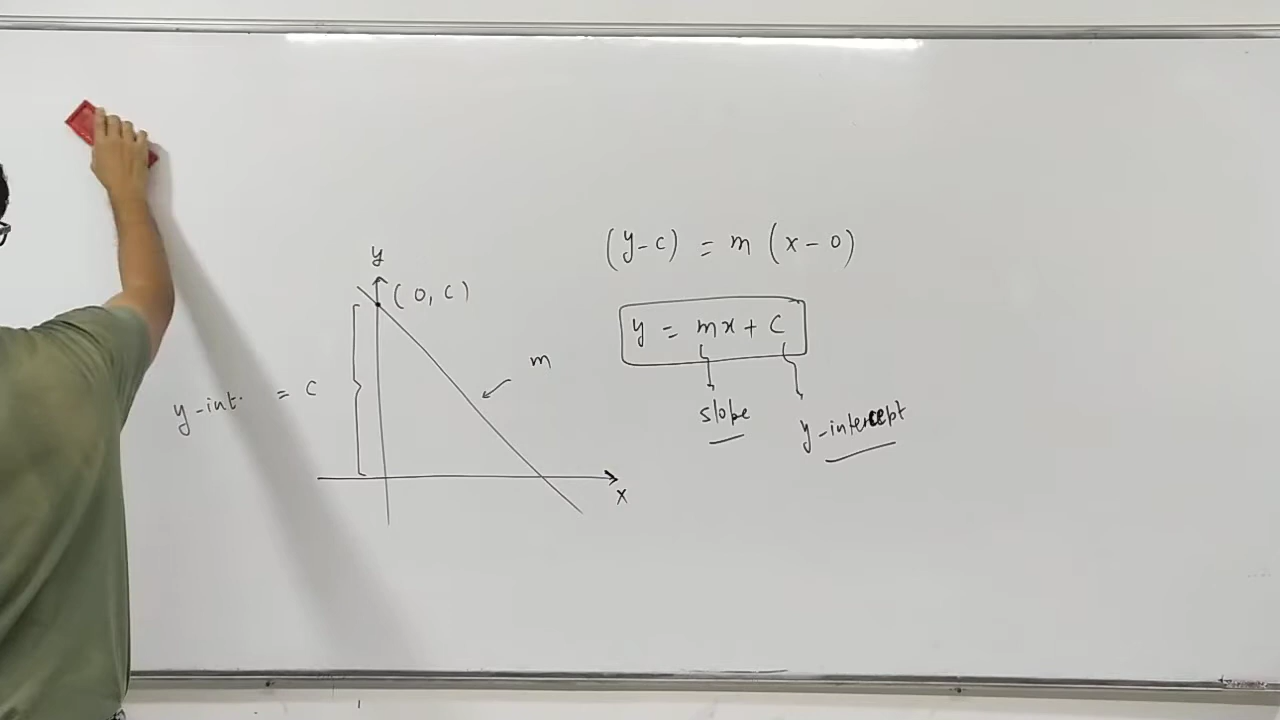 (y-c) = m (x-0)
y
(0, c)
y = mx + c
m
y-int. = c
slope
y-intercept
x